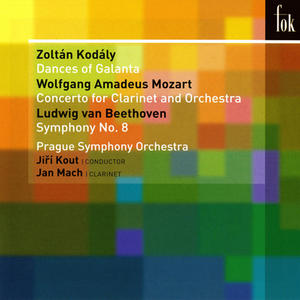 fok
Zoltán Kodály
Dances of Galanta
Wolfgang Amadeus Mozart
Concerto for Clarinet and Orchestra
Ludwig van Beethoven
Symphony No. 8
Prague Symphony Orchestra
Jiří Kout | CONDUCTOR
Jan Mach | CLARINET